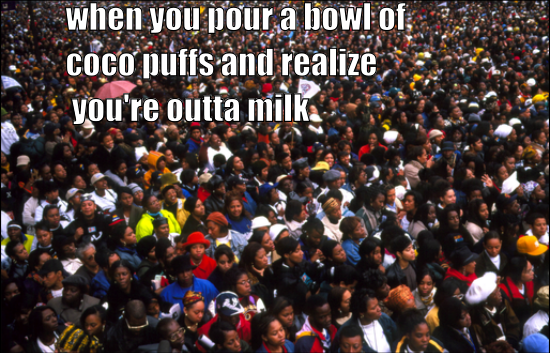 when you pour a bowl of
coco puffs and realize
you're outta milk